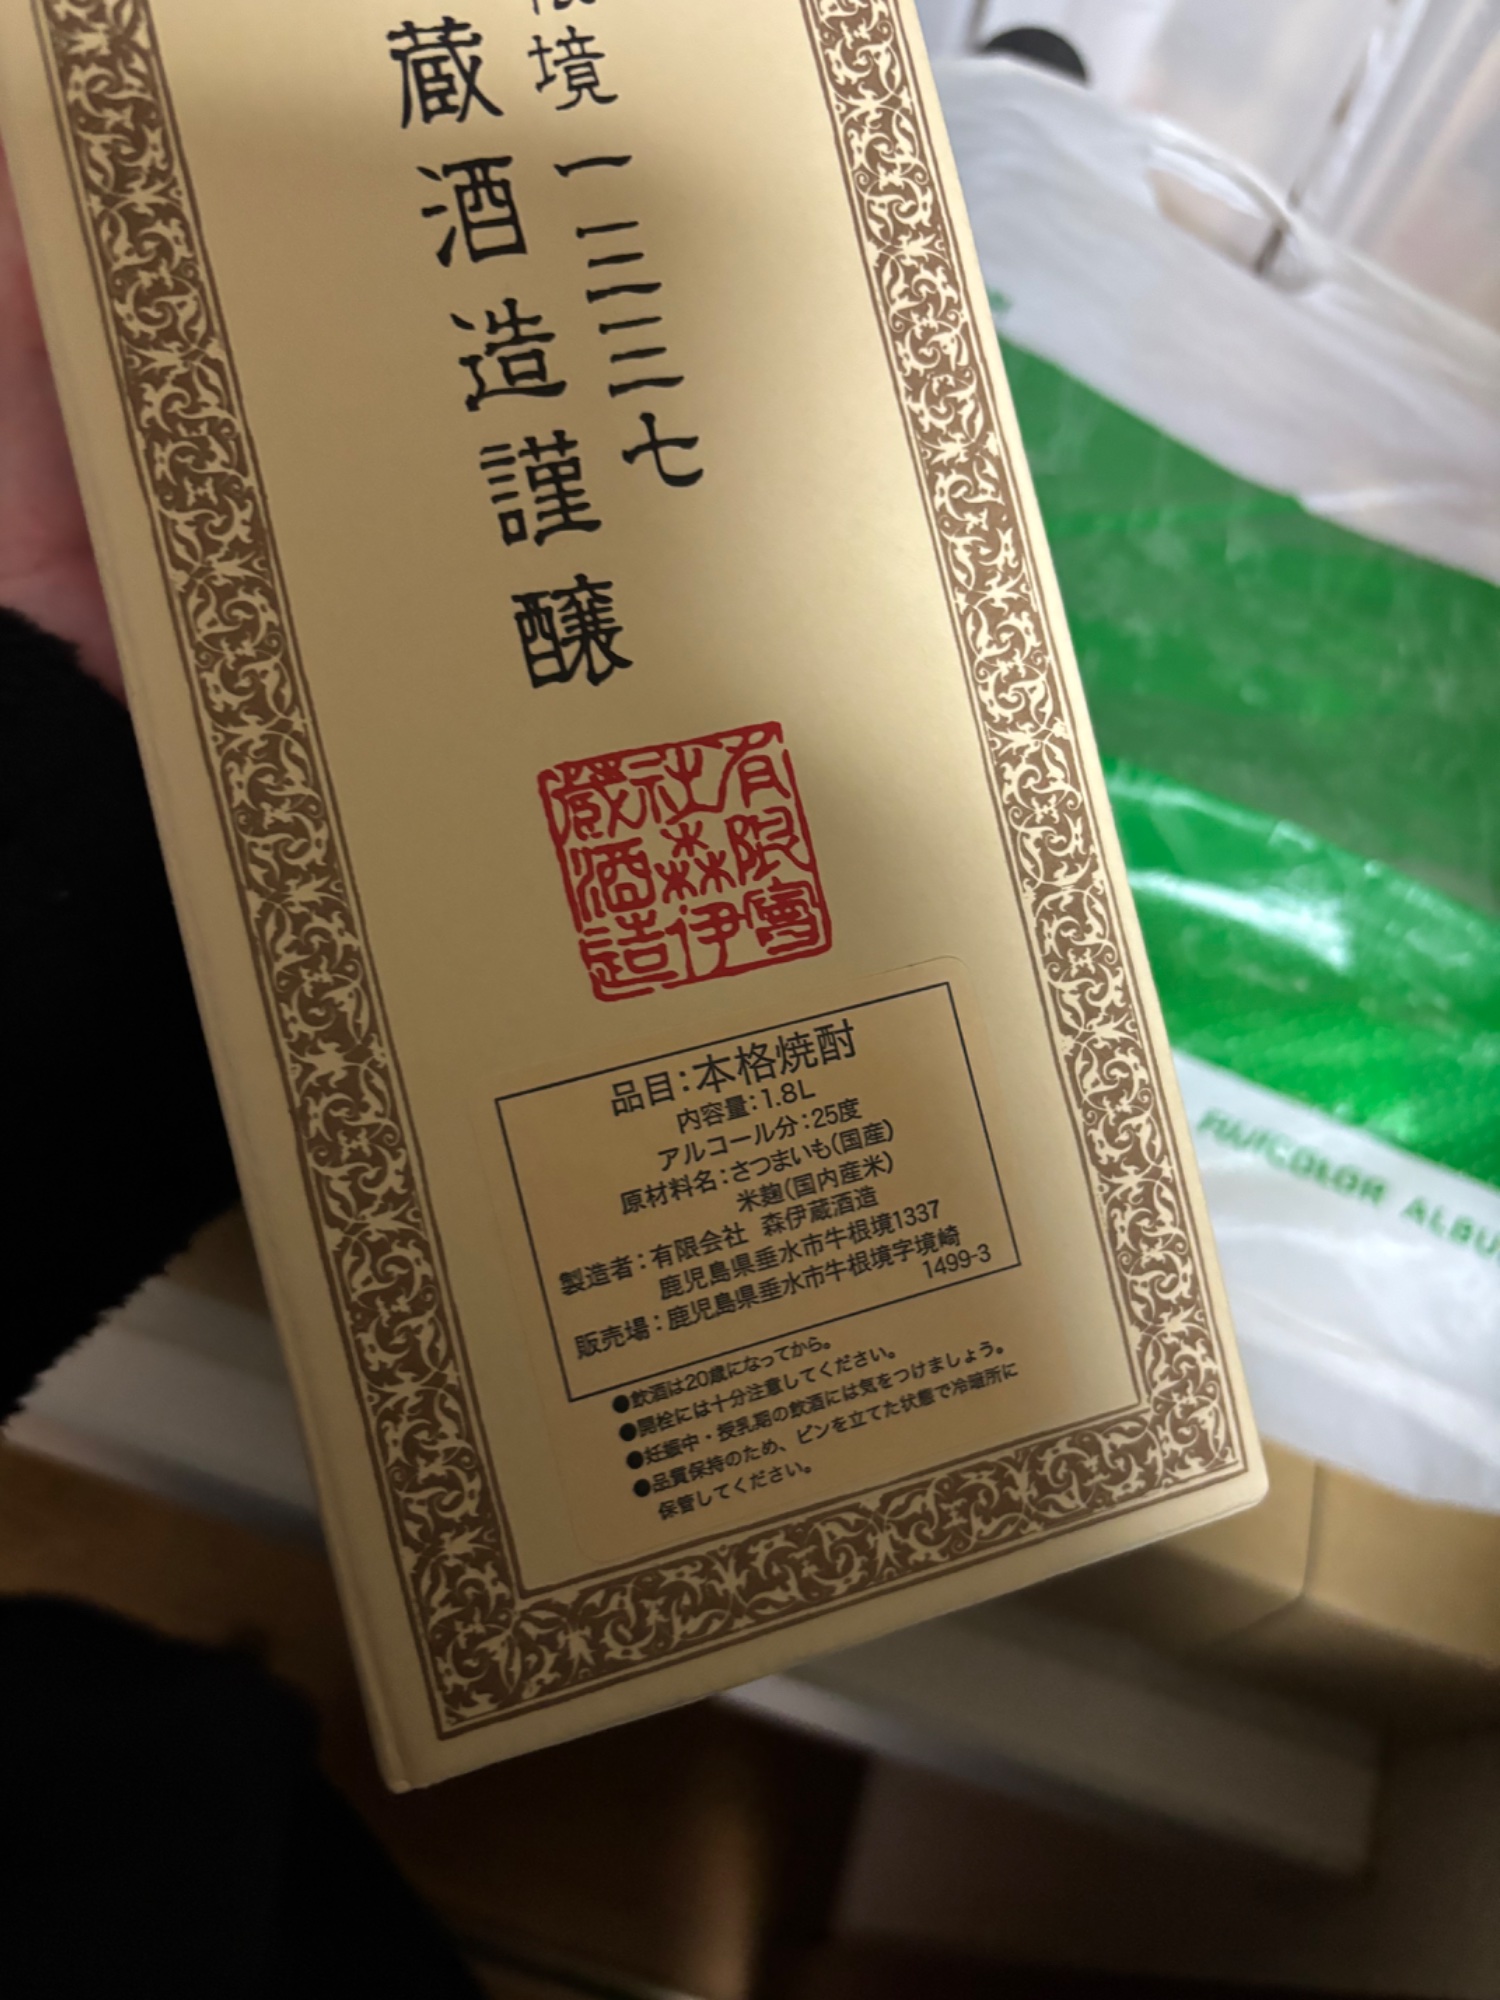 境一三三七
蔵酒造謹醸
有限會
社森伊
蔵酒造
品目:本格焼酎
内容量:1.8L
アルコール分:25度
原材料名:さつまいも(国産)
米麹(国内産米)
製造者:有限会社 森伊蔵酒造
鹿児島県垂水市牛根境1337
販売場:鹿児島県垂水市牛根境字境崎
1499-3
●飲酒は20歳になってから。
●開栓には十分注意してください。
●妊娠中・授乳期の飲酒には気をつけましょう。
●品質保持のため、ビンを立てた状態で冷暗所に
保管してください。
FUJICOLOR ALBU